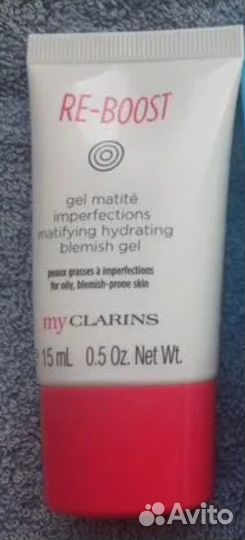 RE-BOOST
gel matité
imperfections
matifying hydrating
blemish gel
peaux grasses à imperfections
for oily, blemish-prone skin
my CLARINS
e 15 mL 0.5 Oz. Net Wt.
Avito